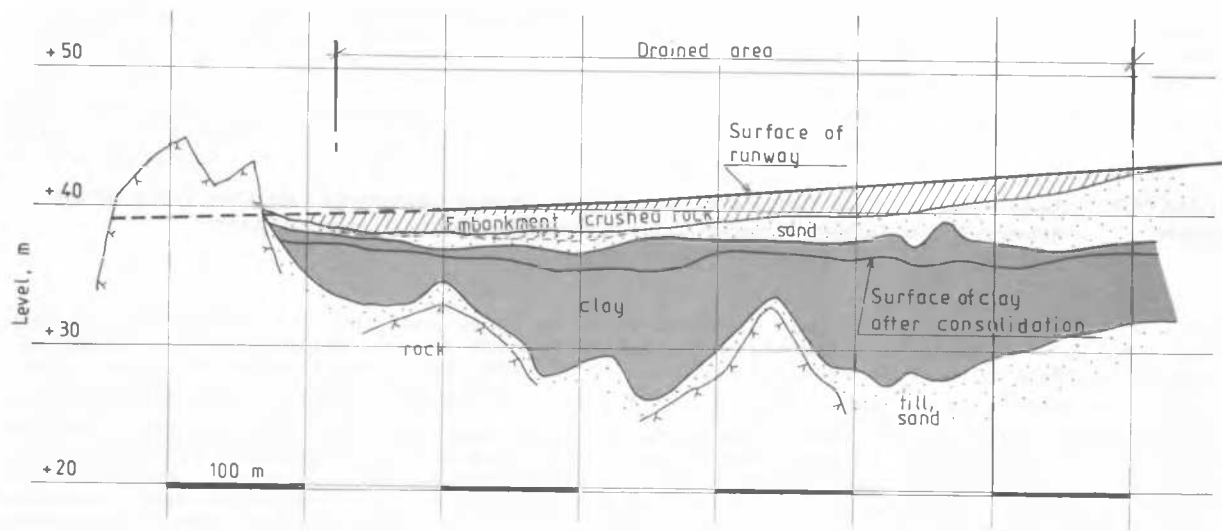 + 50
Drained area
Surface of
runway
+ 40
Embankment crushed rock
sand
Level, m
clay
Surface of clay
after consolidation
+ 30
rock
till,
sand
+ 20
100 m